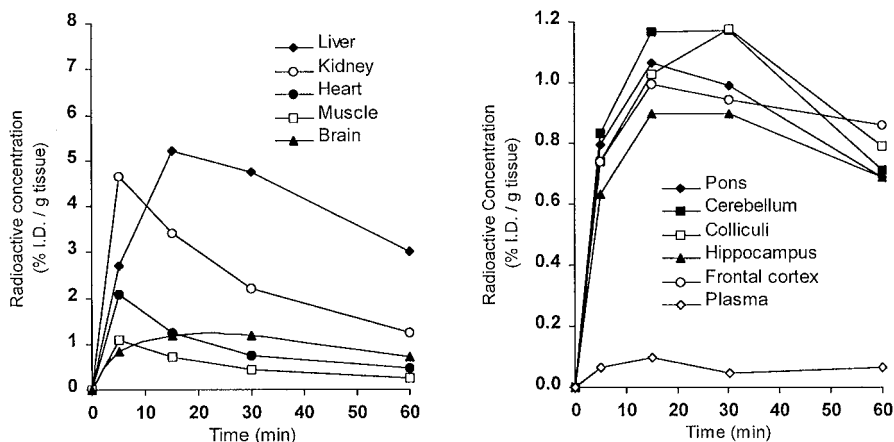 8
7
6
5
4
3
2
1
0
Radioactive concentration
(% I.D. / g tissue)
Liver
Kidney
Heart
Muscle
Brain
0 10 20 30 40 50 60
Time (min)
1.2
1.0
0.8
0.6
0.4
0.2
0.0
Radioactive Concentration
(% I.D. / g tissue)
Pons
Cerebellum
Colliculi
Hippocampus
Frontal cortex
Plasma
0 10 20 30 40 50 60
Time (min)